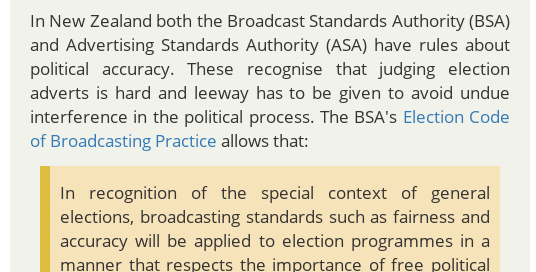 In New Zealand both the Broadcast Standards Authority (BSA)
and Advertising Standards Authority (ASA) have rules about
political accuracy. These recognise that judging election
adverts is hard and leeway has to be given to avoid undue
interference in the political process. The BSA's Election Code
of Broadcasting Practice allows that:
In recognition of the special context of general
elections, broadcasting standards such as fairness and
accuracy will be applied to election programmes in a
manner that respects the importance of free political